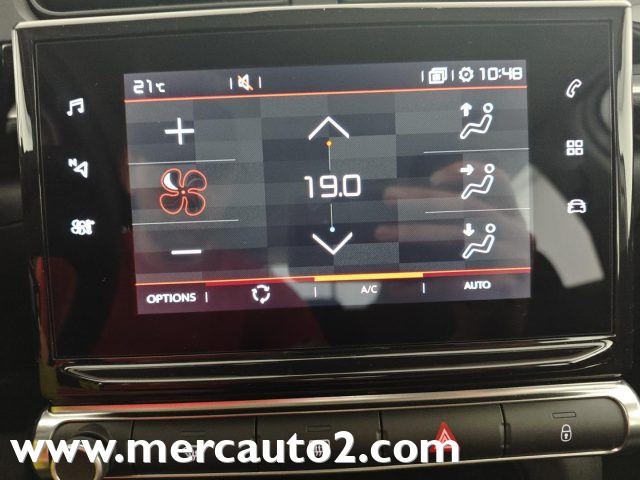 21°C 10:48
N
19.0
OPTIONS A/C AUTO
www.mercauto2.com